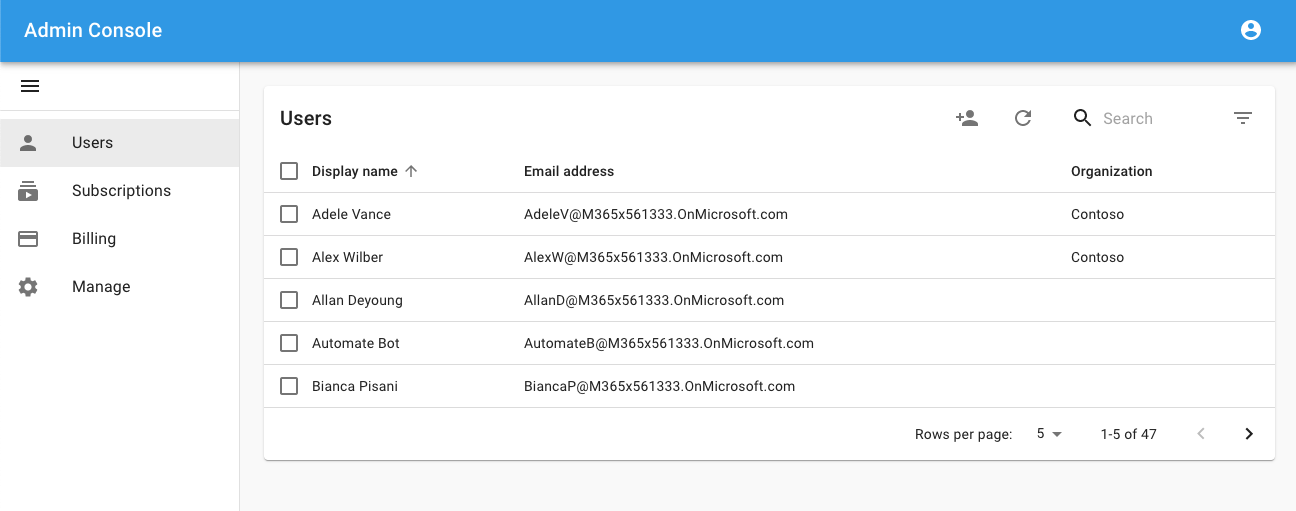 Admin Console
Users
Subscriptions
Billing
Manage
Users
Search
Display name Email address Organization
Adele Vance AdeleV@M365x561333.OnMicrosoft.com Contoso
Alex Wilber AlexW@M365x561333.OnMicrosoft.com Contoso
Allan Deyoung AllanD@M365x561333.OnMicrosoft.com
Automate Bot AutomateB@M365x561333.OnMicrosoft.com
Bianca Pisani BiancaP@M365x561333.OnMicrosoft.com
Rows per page: 5 1-5 of 47